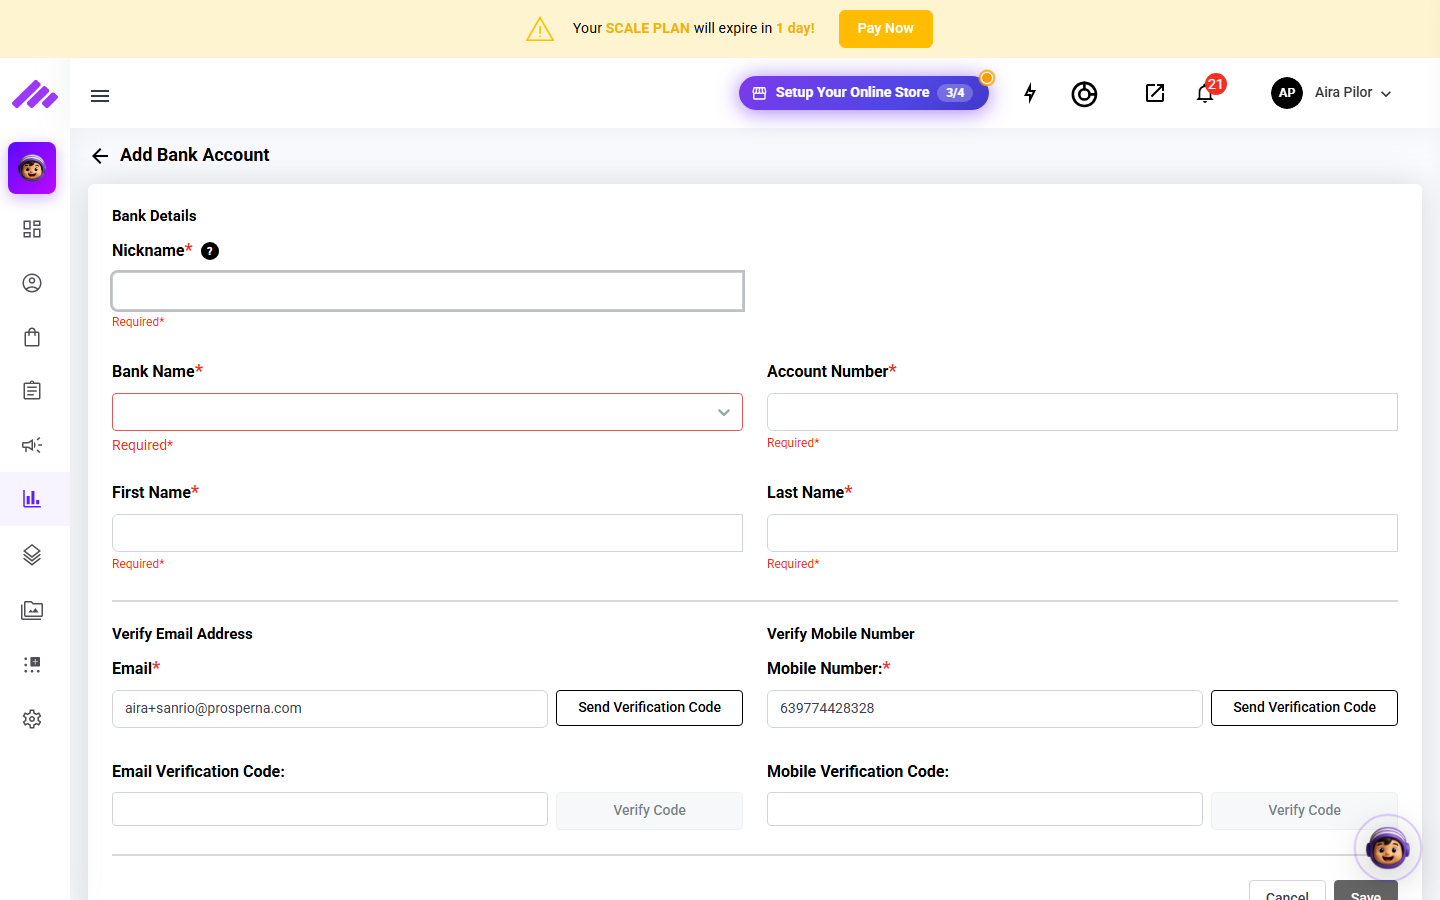 Your SCALE PLAN will expire in 1 day!
Pay Now
Setup Your Online Store 3/4
21
AP
Aira Pilor
Add Bank Account
Bank Details
Nickname* ?
Required*
Bank Name*
Account Number*
Required*
Required*
First Name*
Last Name*
Required*
Required*
Verify Email Address
Verify Mobile Number
Email*
Mobile Number:*
aira+sanrio@prosperna.com
Send Verification Code
639774428328
Send Verification Code
Email Verification Code:
Mobile Verification Code:
Verify Code
Verify Code
Cancel
Save